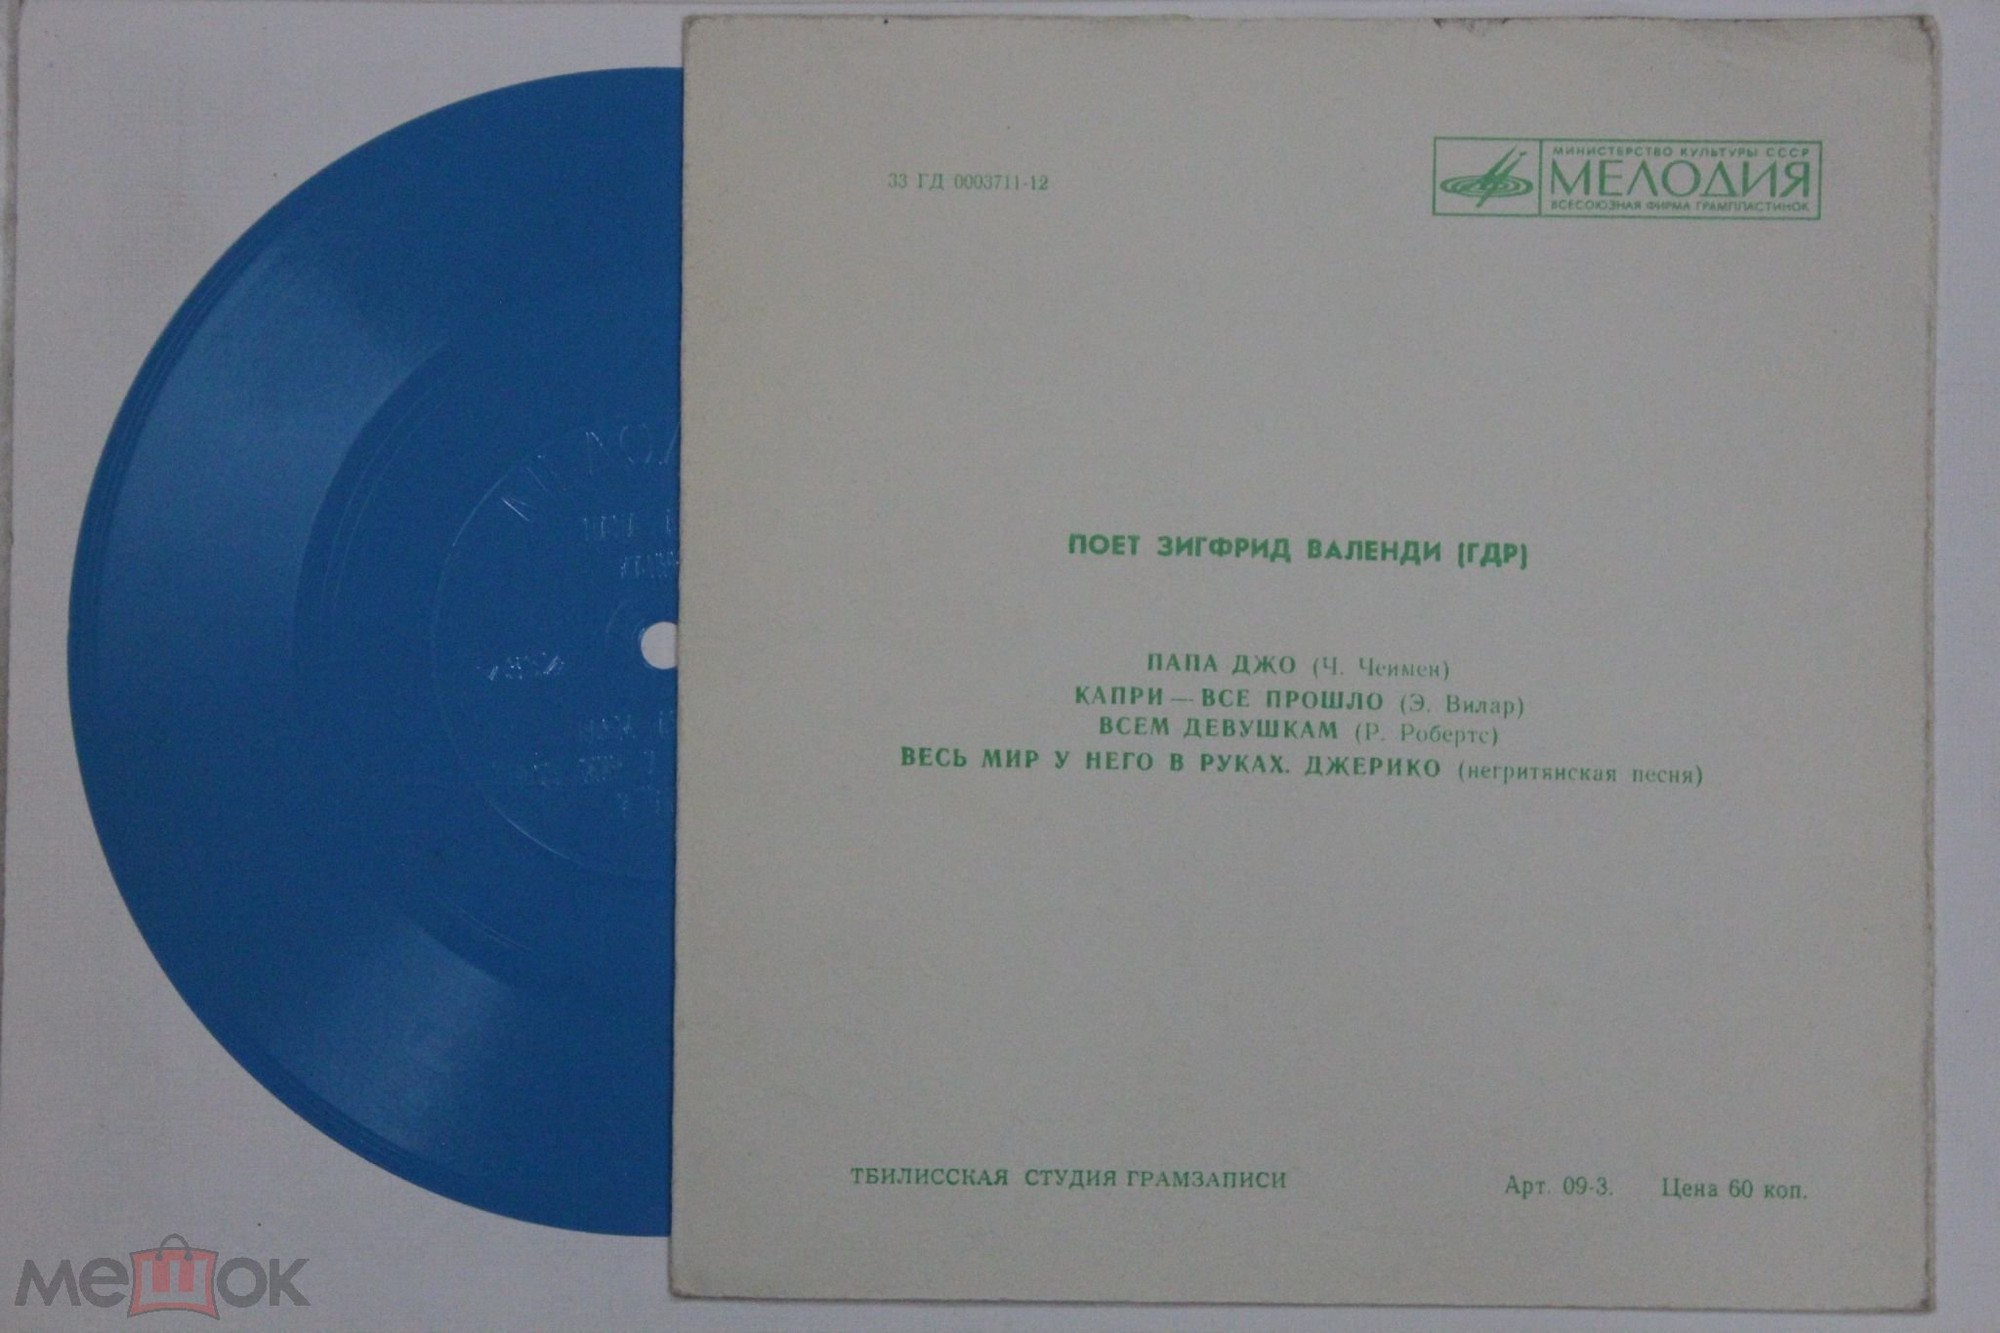 33 ГД 0003711-12
МИНИСТЕРСТВО КУЛЬТУРЫ СССР
МЕЛОДИЯ
ВСЕСОЮЗНАЯ ФИРМА ГРАМПЛАСТИНОК
ПОЕТ ЗИГФРИД ВАЛЕНДИ (ГДР)
ПАПА ДЖО (Ч. Чеимен)
КАПРИ — ВСЕ ПРОШЛО (Э. Вилар)
ВСЕМ ДЕВУШКАМ (Р. Робертс)
ВЕСЬ МИР У НЕГО В РУКАХ. ДЖЕРИКО (негритянская песня)
ТБИЛИССКАЯ СТУДИЯ ГРАМЗАПИСИ
Арт. 09-3. Цена 60 коп.
мешок